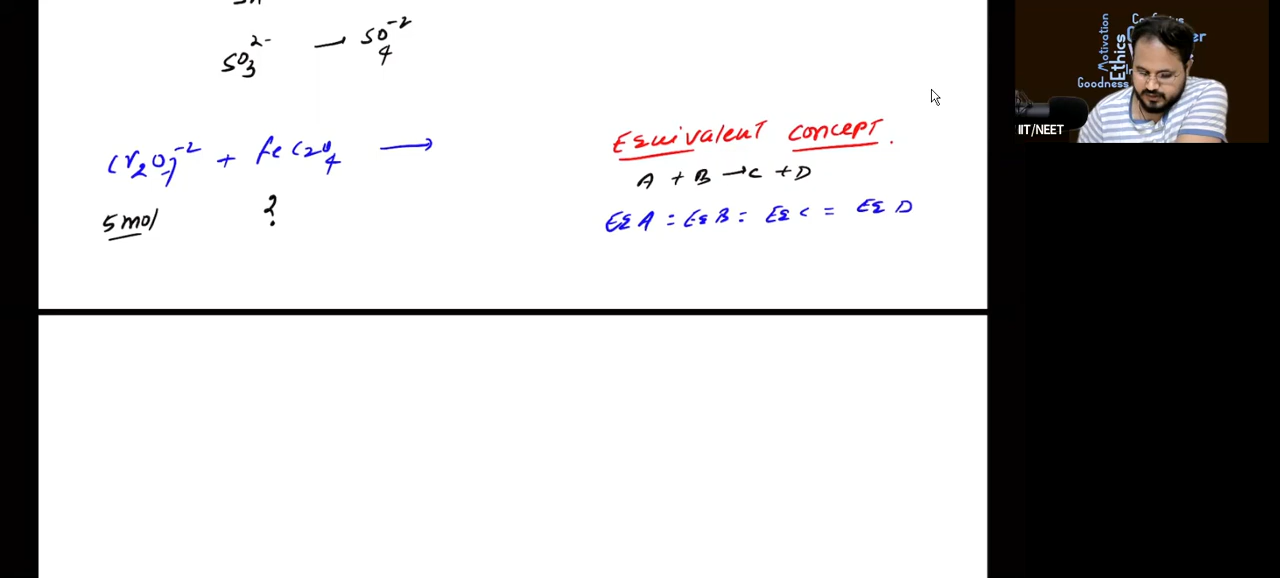 SO3^2- → SO4^-2
Cr2O7^-2 + FeC2O4 →
5 mol ?
Equivalent concept.
A + B → C + D
Eq A = Eq B = Eq C = Eq D
Motivation
Ethics
Goodness
IIT/NEET